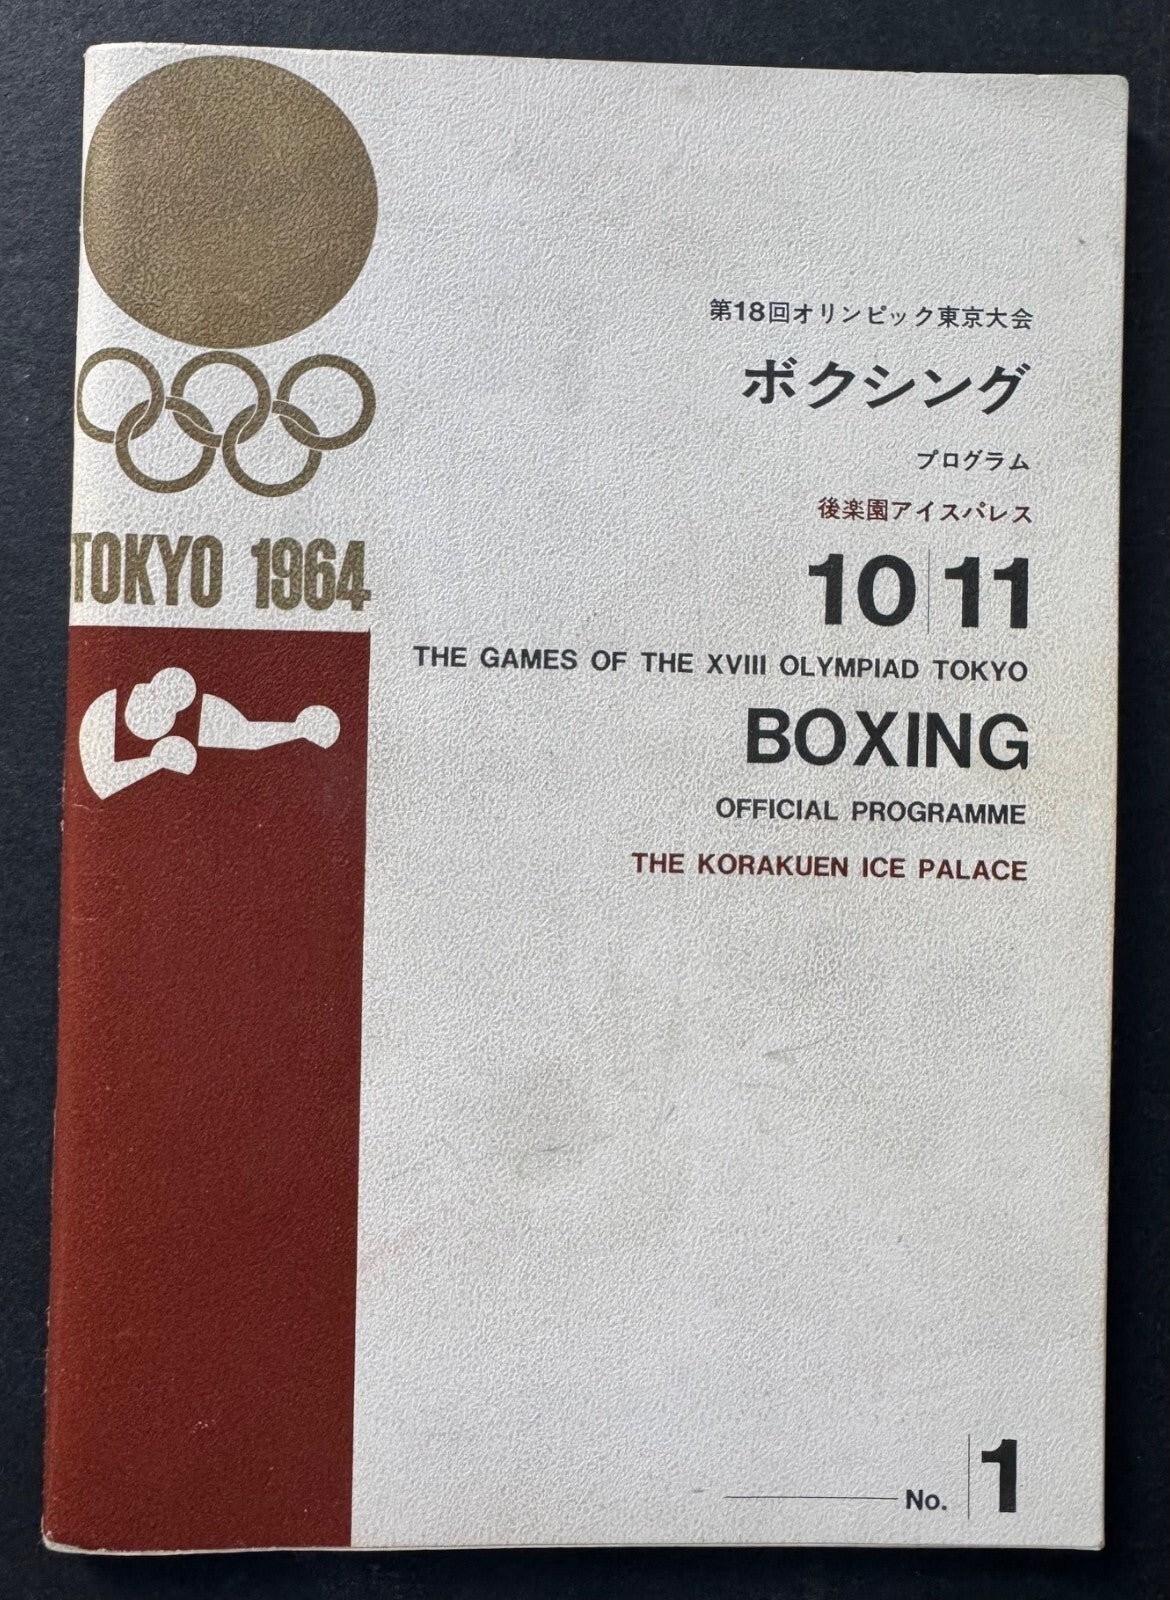 TOKYO 1964
第18回オリンピック東京大会
ボクシング
プログラム
後楽園アイスパレス
10|11
THE GAMES OF THE XVIII OLYMPIAD TOKYO
BOXING
OFFICIAL PROGRAMME
THE KORAKUEN ICE PALACE
No. |1